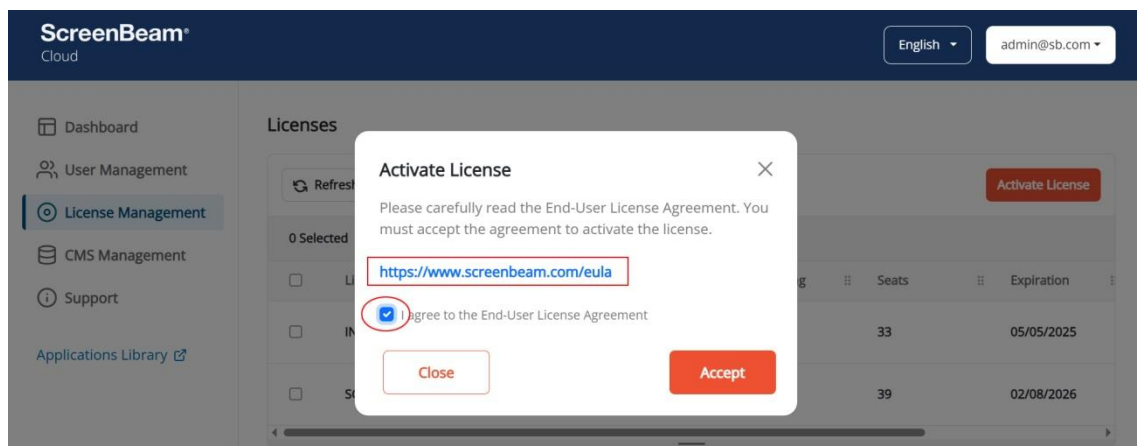 ScreenBeam®
Cloud
English
admin@sb.com
Dashboard
User Management
License Management
CMS Management
Support
Applications Library
Licenses
Refresh
Activate License
0 Selected
Seats
Expiration
33
05/05/2025
39
02/08/2026
Activate License
Please carefully read the End-User License Agreement. You
must accept the agreement to activate the license.
https://www.screenbeam.com/eula
I agree to the End-User License Agreement
Close
Accept